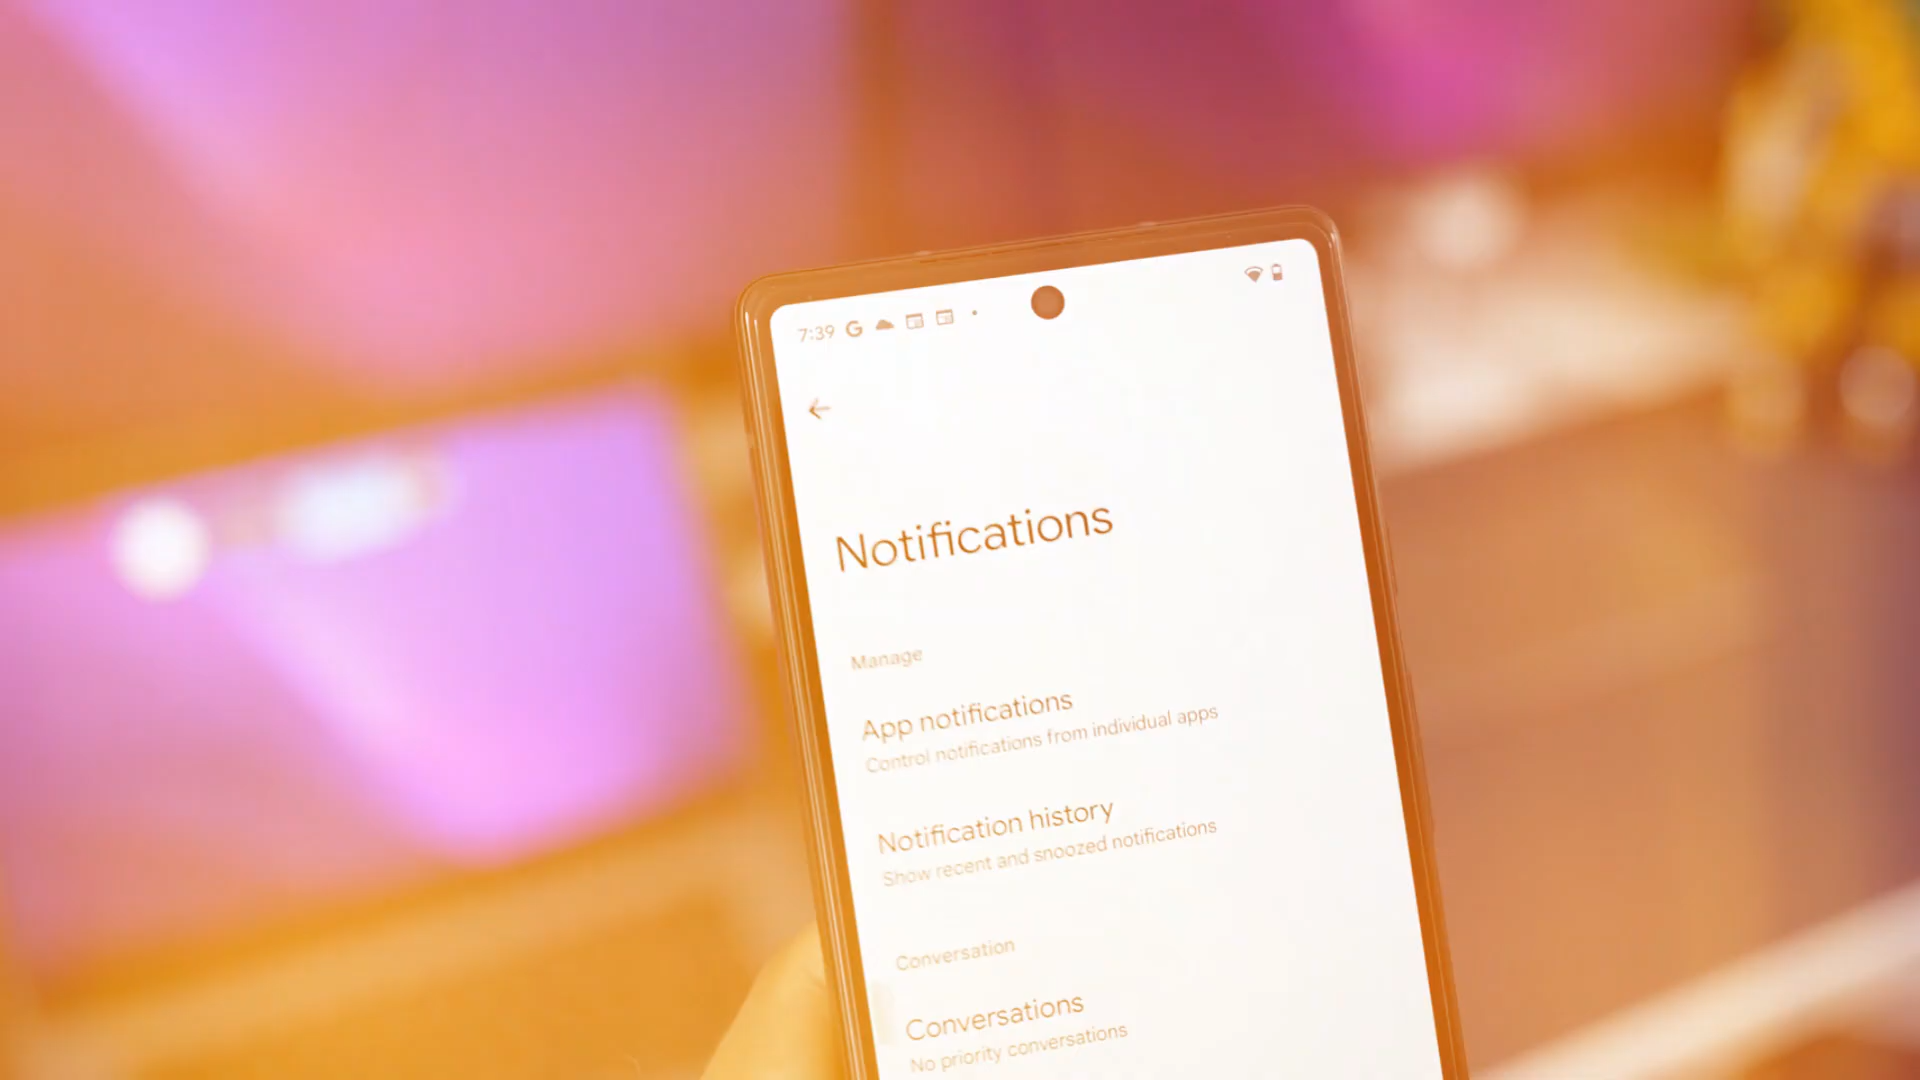 7:39
Notifications
Manage
App notifications
Control notifications from individual apps
Notification history
Show recent and snoozed notifications
Conversation
Conversations
No priority conversations